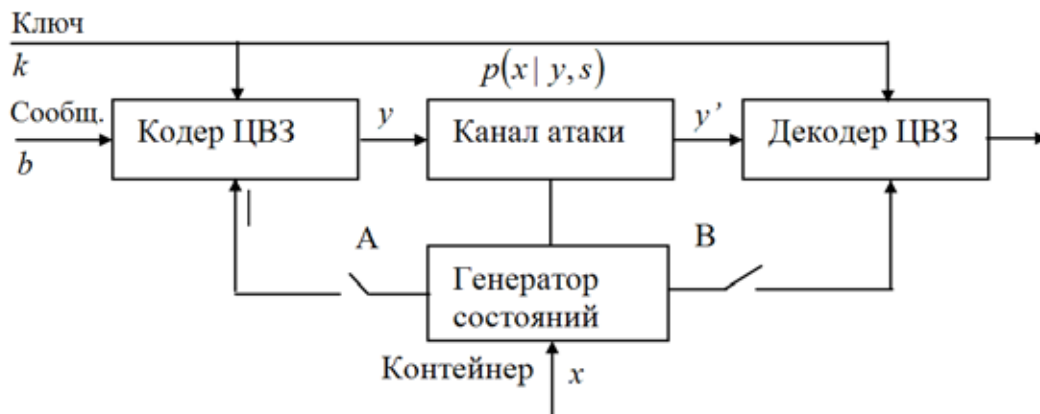 Ключ
k
p(x | y, s)
Сообщ.
b
Кодер ЦВЗ
y
Канал атаки
y’
Декодер ЦВЗ
A
B
Генератор
состояний
Контейнер
x